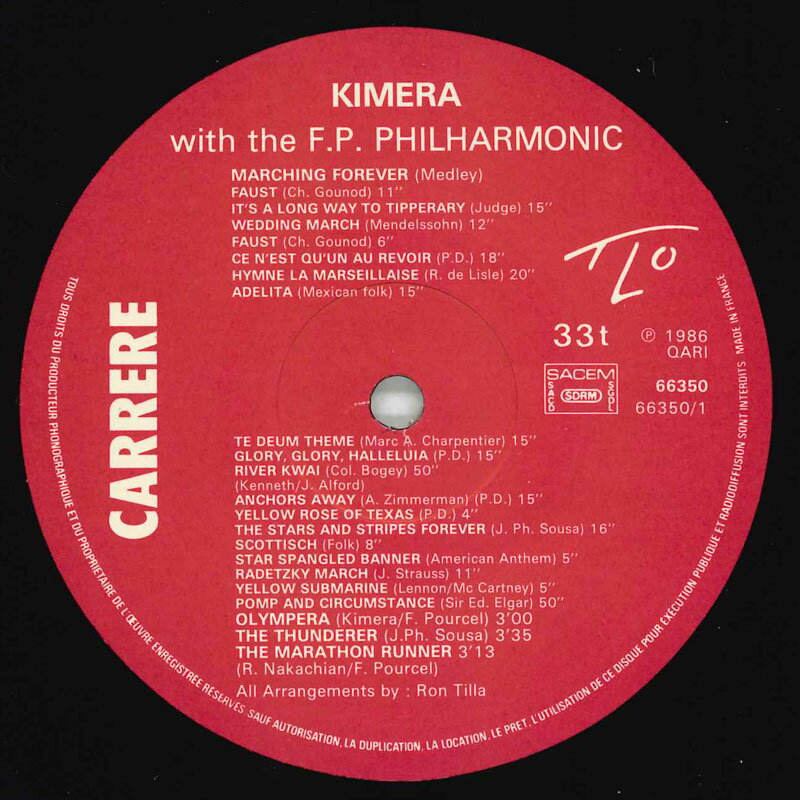 KIMERA
with the F.P. PHILHARMONIC
MARCHING FOREVER (Medley)
FAUST (Ch. Gounod) 11''
IT'S A LONG WAY TO TIPPERARY (Judge) 15''
WEDDING MARCH (Mendelssohn) 12''
FAUST (Ch. Gounod) 6''
CE N'EST QU'UN AU REVOIR (P.D.) 18''
HYMNE LA MARSEILLAISE (R. de Lisle) 20''
ADELITA (Mexican folk) 15''
TLO
33t
℗ 1986
QARI
SACEM
SACD
SDRM
SGDL
66350
66350/1
CARRERE
TE DEUM THEME (Marc A. Charpentier) 15''
GLORY, GLORY, HALLELUIA (P.D.) 15''
RIVER KWAI (Col. Bogey) 50''
(Kenneth/J. Alford)
ANCHORS AWAY (A. Zimmerman) (P.D.) 15''
YELLOW ROSE OF TEXAS (P.D.) 4''
THE STARS AND STRIPES FOREVER (J. Ph. Sousa) 16''
SCOTTISCH (Folk) 8''
STAR SPANGLED BANNER (American Anthem) 5''
RADETZKY MARCH (J. Strauss) 11''
YELLOW SUBMARINE (Lennon/Mc Cartney) 5''
POMP AND CIRCUMSTANCE (Sir Ed. Elgar) 50''
OLYMPERA (Kimera/F. Pourcel) 3'00
THE THUNDERER (J.Ph. Sousa) 3'35
THE MARATHON RUNNER 3'13
(R. Nakachian/F. Pourcel)
All Arrangements by : Ron Tilla
TOUS DROITS DU PRODUCTEUR PHONOGRAPHIQUE ET DU PROPRIETAIRE DE L'ŒUVRE ENREGISTREE RESERVES SAUF AUTORISATION, LA DUPLICATION, LA LOCATION, LE PRET, L'UTILISATION DE CE DISQUE POUR EXECUTION PUBLIQUE ET RADIODIFFUSION SONT INTERDITS MADE IN FRANCE